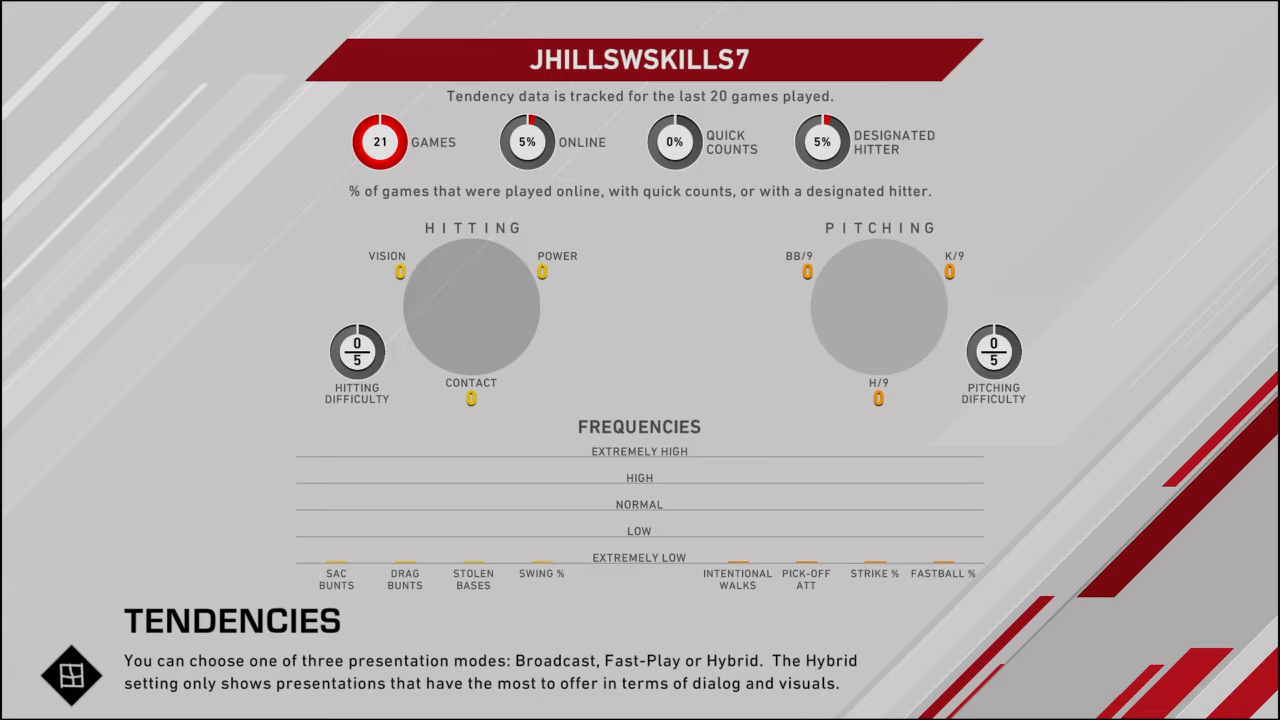 JHILLSWSKILLS7
Tendency data is tracked for the last 20 games played.
21 GAMES
5% ONLINE
0% QUICK
COUNTS
5% DESIGNATED
HITTER
% of games that were played online, with quick counts, or with a designated hitter.
HITTING
VISION
0
POWER
0
0
5
HITTING
DIFFICULTY
CONTACT
0
PITCHING
BB/9
0
K/9
0
H/9
0
0
5
PITCHING
DIFFICULTY
FREQUENCIES
EXTREMELY HIGH
HIGH
NORMAL
LOW
EXTREMELY LOW
SAC
BUNTS
DRAG
BUNTS
STOLEN
BASES
SWING %
INTENTIONAL
WALKS
PICK-OFF
ATT
STRIKE %
FASTBALL %
TENDENCIES
You can choose one of three presentation modes; Broadcast, Fast-Play or Hybrid. The Hybrid
setting only shows presentations that have the most to offer in terms of dialog and visuals.